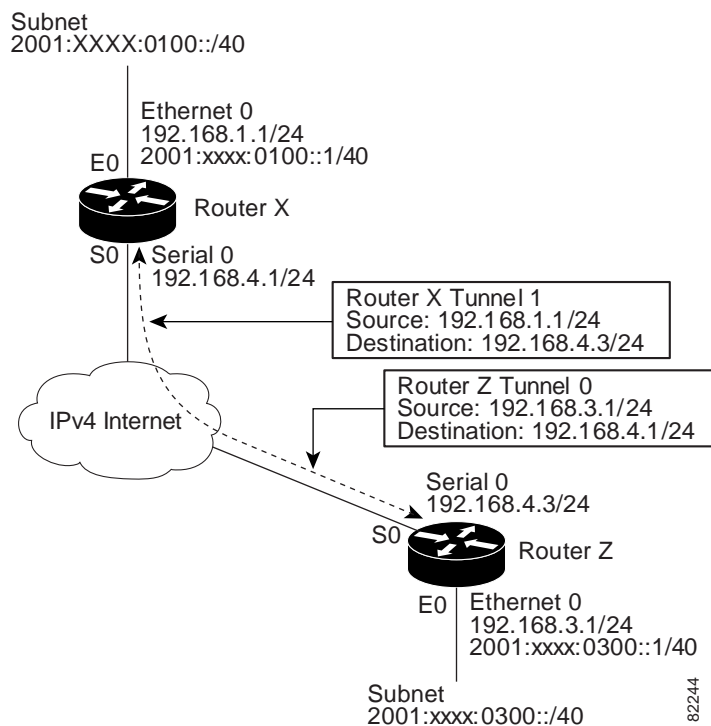 Subnet
2001:XXXX:0100::/40
Ethernet 0
192.168.1.1/24
2001:xxxx:0100::1/40
E0
Router X
S0
Serial 0
192.168.4.1/24
Router X Tunnel 1
Source: 192.168.1.1/24
Destination: 192.168.4.3/24
Router Z Tunnel 0
Source: 192.168.3.1/24
Destination: 192.168.4.1/24
IPv4 Internet
Serial 0
192.168.4.3/24
S0
Router Z
E0
Ethernet 0
192.168.3.1/24
2001:xxxx:0300::1/40
Subnet
2001:xxxx:0300::/40
82244